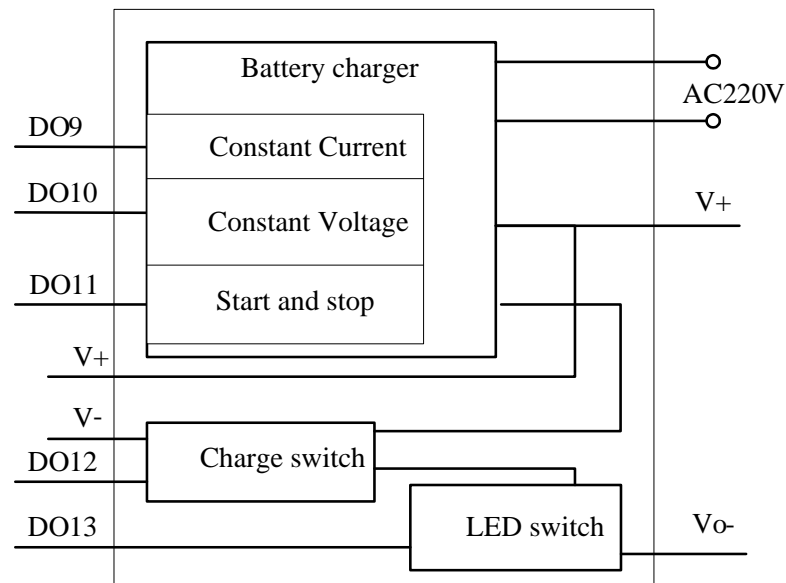 Battery charger
AC220V
DO9
Constant Current
DO10
Constant Voltage
V+
DO11
Start and stop
V+
V-
Charge switch
DO12
DO13
LED switch
Vo-